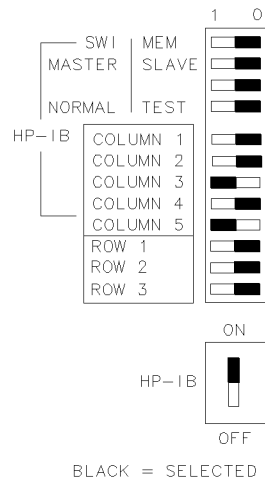 1 0
SWI MEM
MASTER SLAVE
NORMAL TEST
HP-IB
COLUMN 1
COLUMN 2
COLUMN 3
COLUMN 4
COLUMN 5
ROW 1
ROW 2
ROW 3
ON
HP-IB
OFF
BLACK = SELECTED